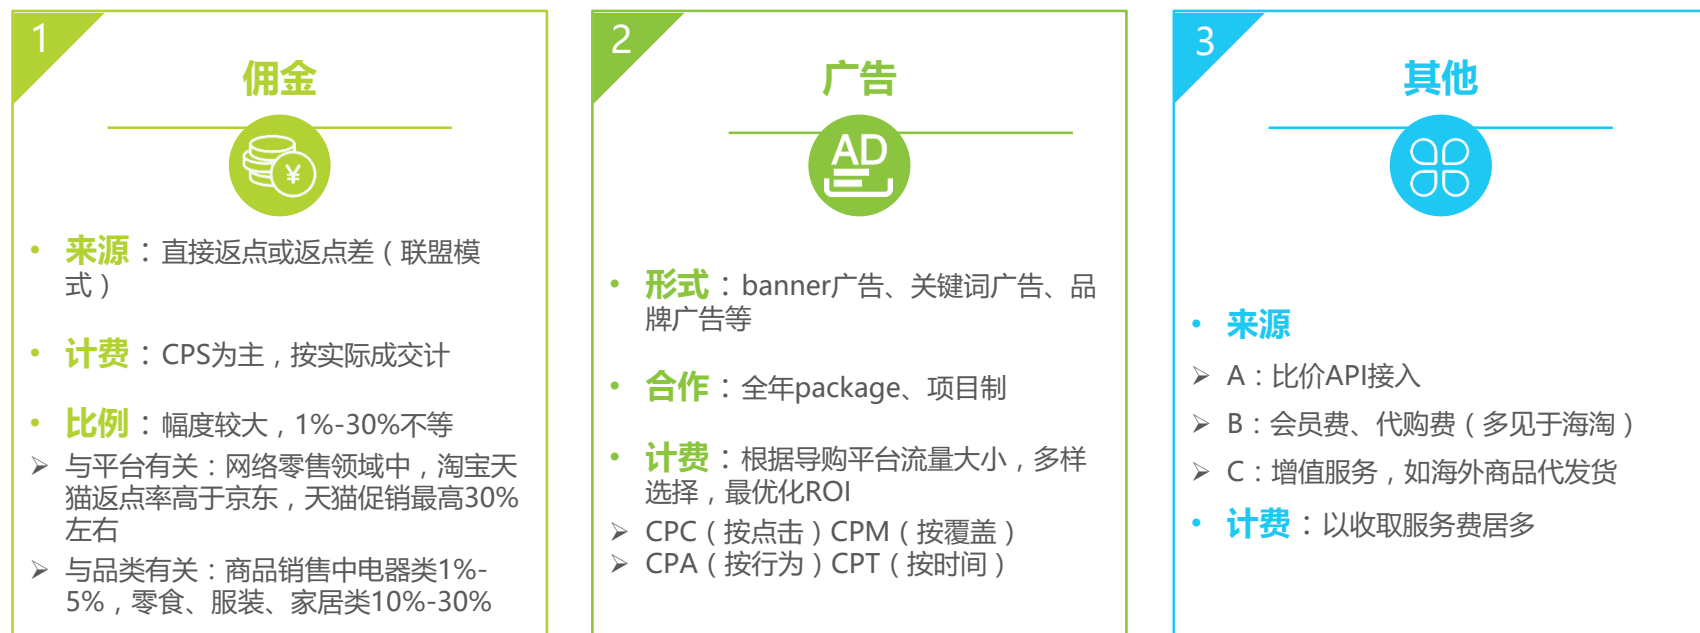 1
佣金
¥
• 来源：直接返点或返点差（联盟模
式）
• 计费：CPS为主，按实际成交计
• 比例：幅度较大，1%-30%不等
➢ 与平台有关：网络零售领域中，淘宝天
猫返点率高于京东，天猫促销最高30%
左右
➢ 与品类有关：商品销售中电器类1%-
5%，零食、服装、家居类10%-30%
2
广告
AD
• 形式：banner广告、关键词广告、品
牌广告等
• 合作：全年package、项目制
• 计费：根据导购平台流量大小，多样
选择，最优化ROI
➢ CPC（按点击）CPM（按覆盖）
➢ CPA（按行为）CPT（按时间）
3
其他
• 来源
➢ A：比价API接入
➢ B：会员费、代购费（多见于海淘）
➢ C：增值服务，如海外商品代发货
• 计费：以收取服务费居多